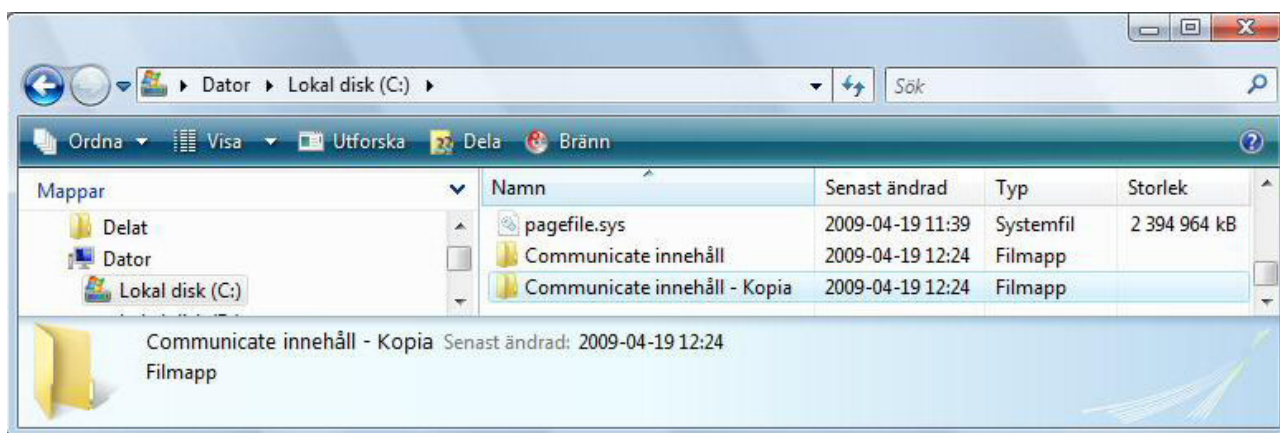 Dator Lokal disk (C:) Sök
Ordna Visa Utforska Dela Bränn
Mappar Namn Senast ändrad Typ Storlek
Delat pagefile.sys 2009-04-19 11:39 Systemfil 2 394 964 kB
Dator Communicate innehåll 2009-04-19 12:24 Filmapp
Lokal disk (C:) Communicate innehåll - Kopia 2009-04-19 12:24 Filmapp
Communicate innehåll - Kopia Senast ändrad: 2009-04-19 12:24
Filmapp